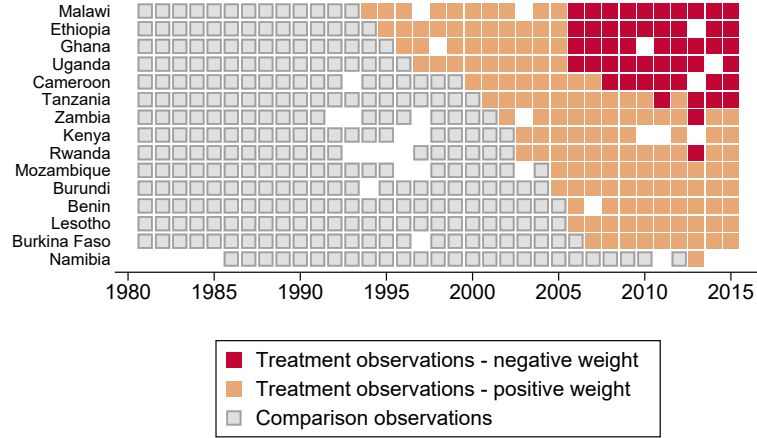 Malawi
Ethiopia
Ghana
Uganda
Cameroon
Tanzania
Zambia
Kenya
Rwanda
Mozambique
Burundi
Benin
Lesotho
Burkina Faso
Namibia
1980 1985 1990 1995 2000 2005 2010 2015
Treatment observations - negative weight
Treatment observations - positive weight
Comparison observations